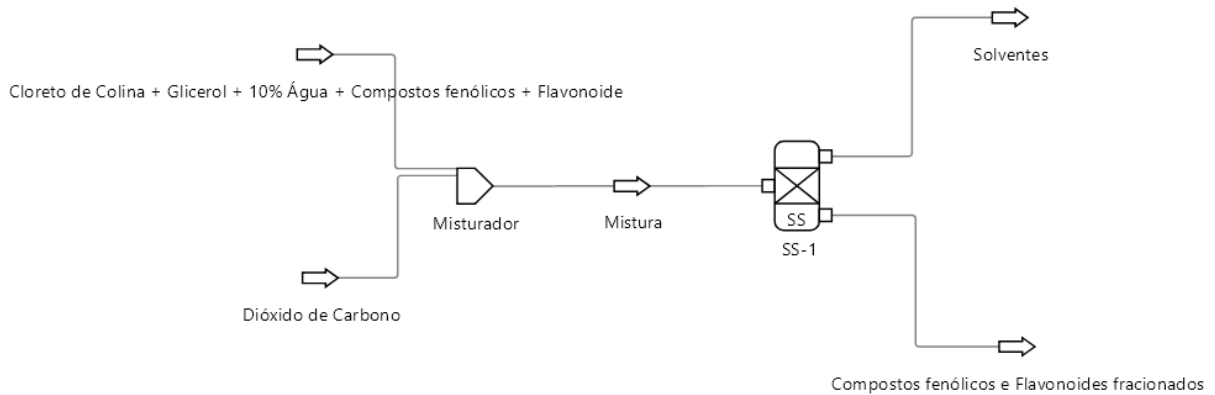 Solventes
Cloreto de Colina + Glicerol + 10% Água + Compostos fenólicos + Flavonoide
Misturador
Mistura
SS
SS-1
Dióxido de Carbono
Compostos fenólicos e Flavonoides fracionados